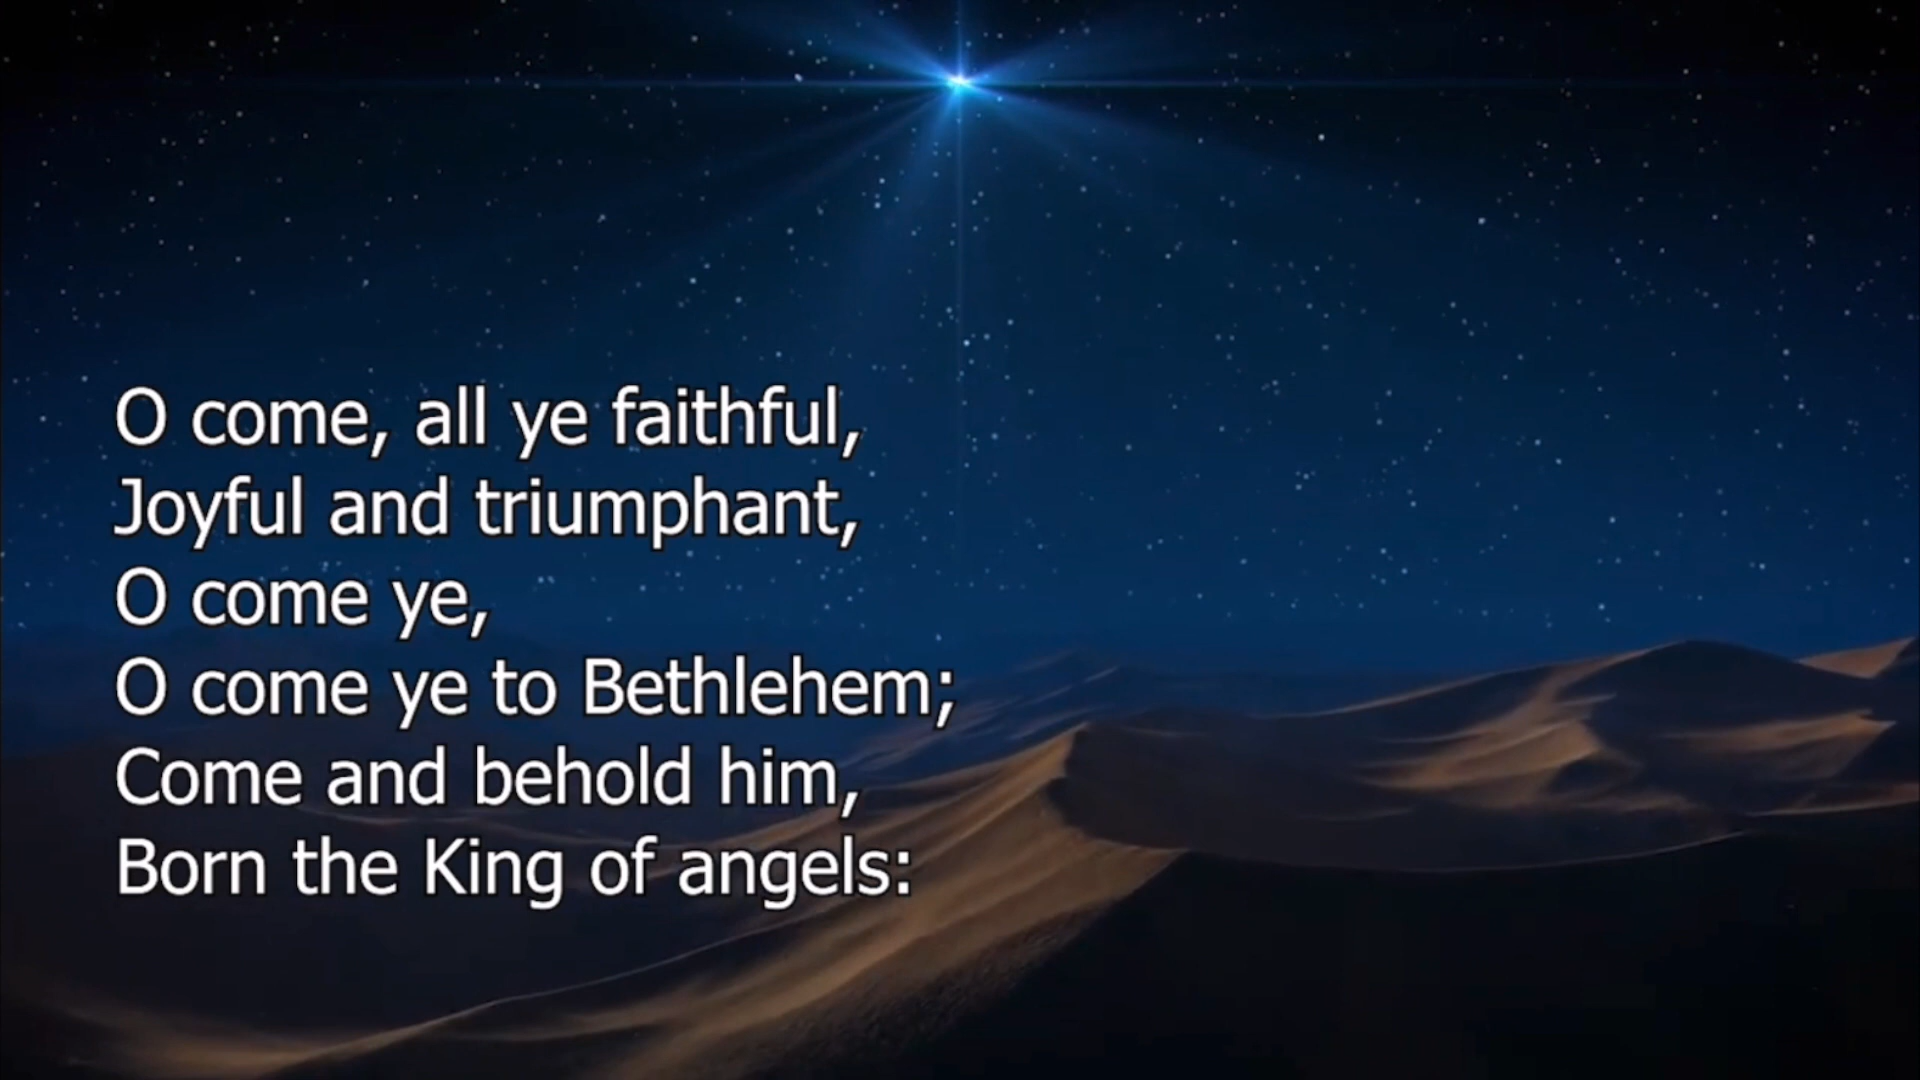 O come, all ye faithful,
Joyful and triumphant,
O come ye,
O come ye to Bethlehem;
Come and behold him,
Born the King of angels: